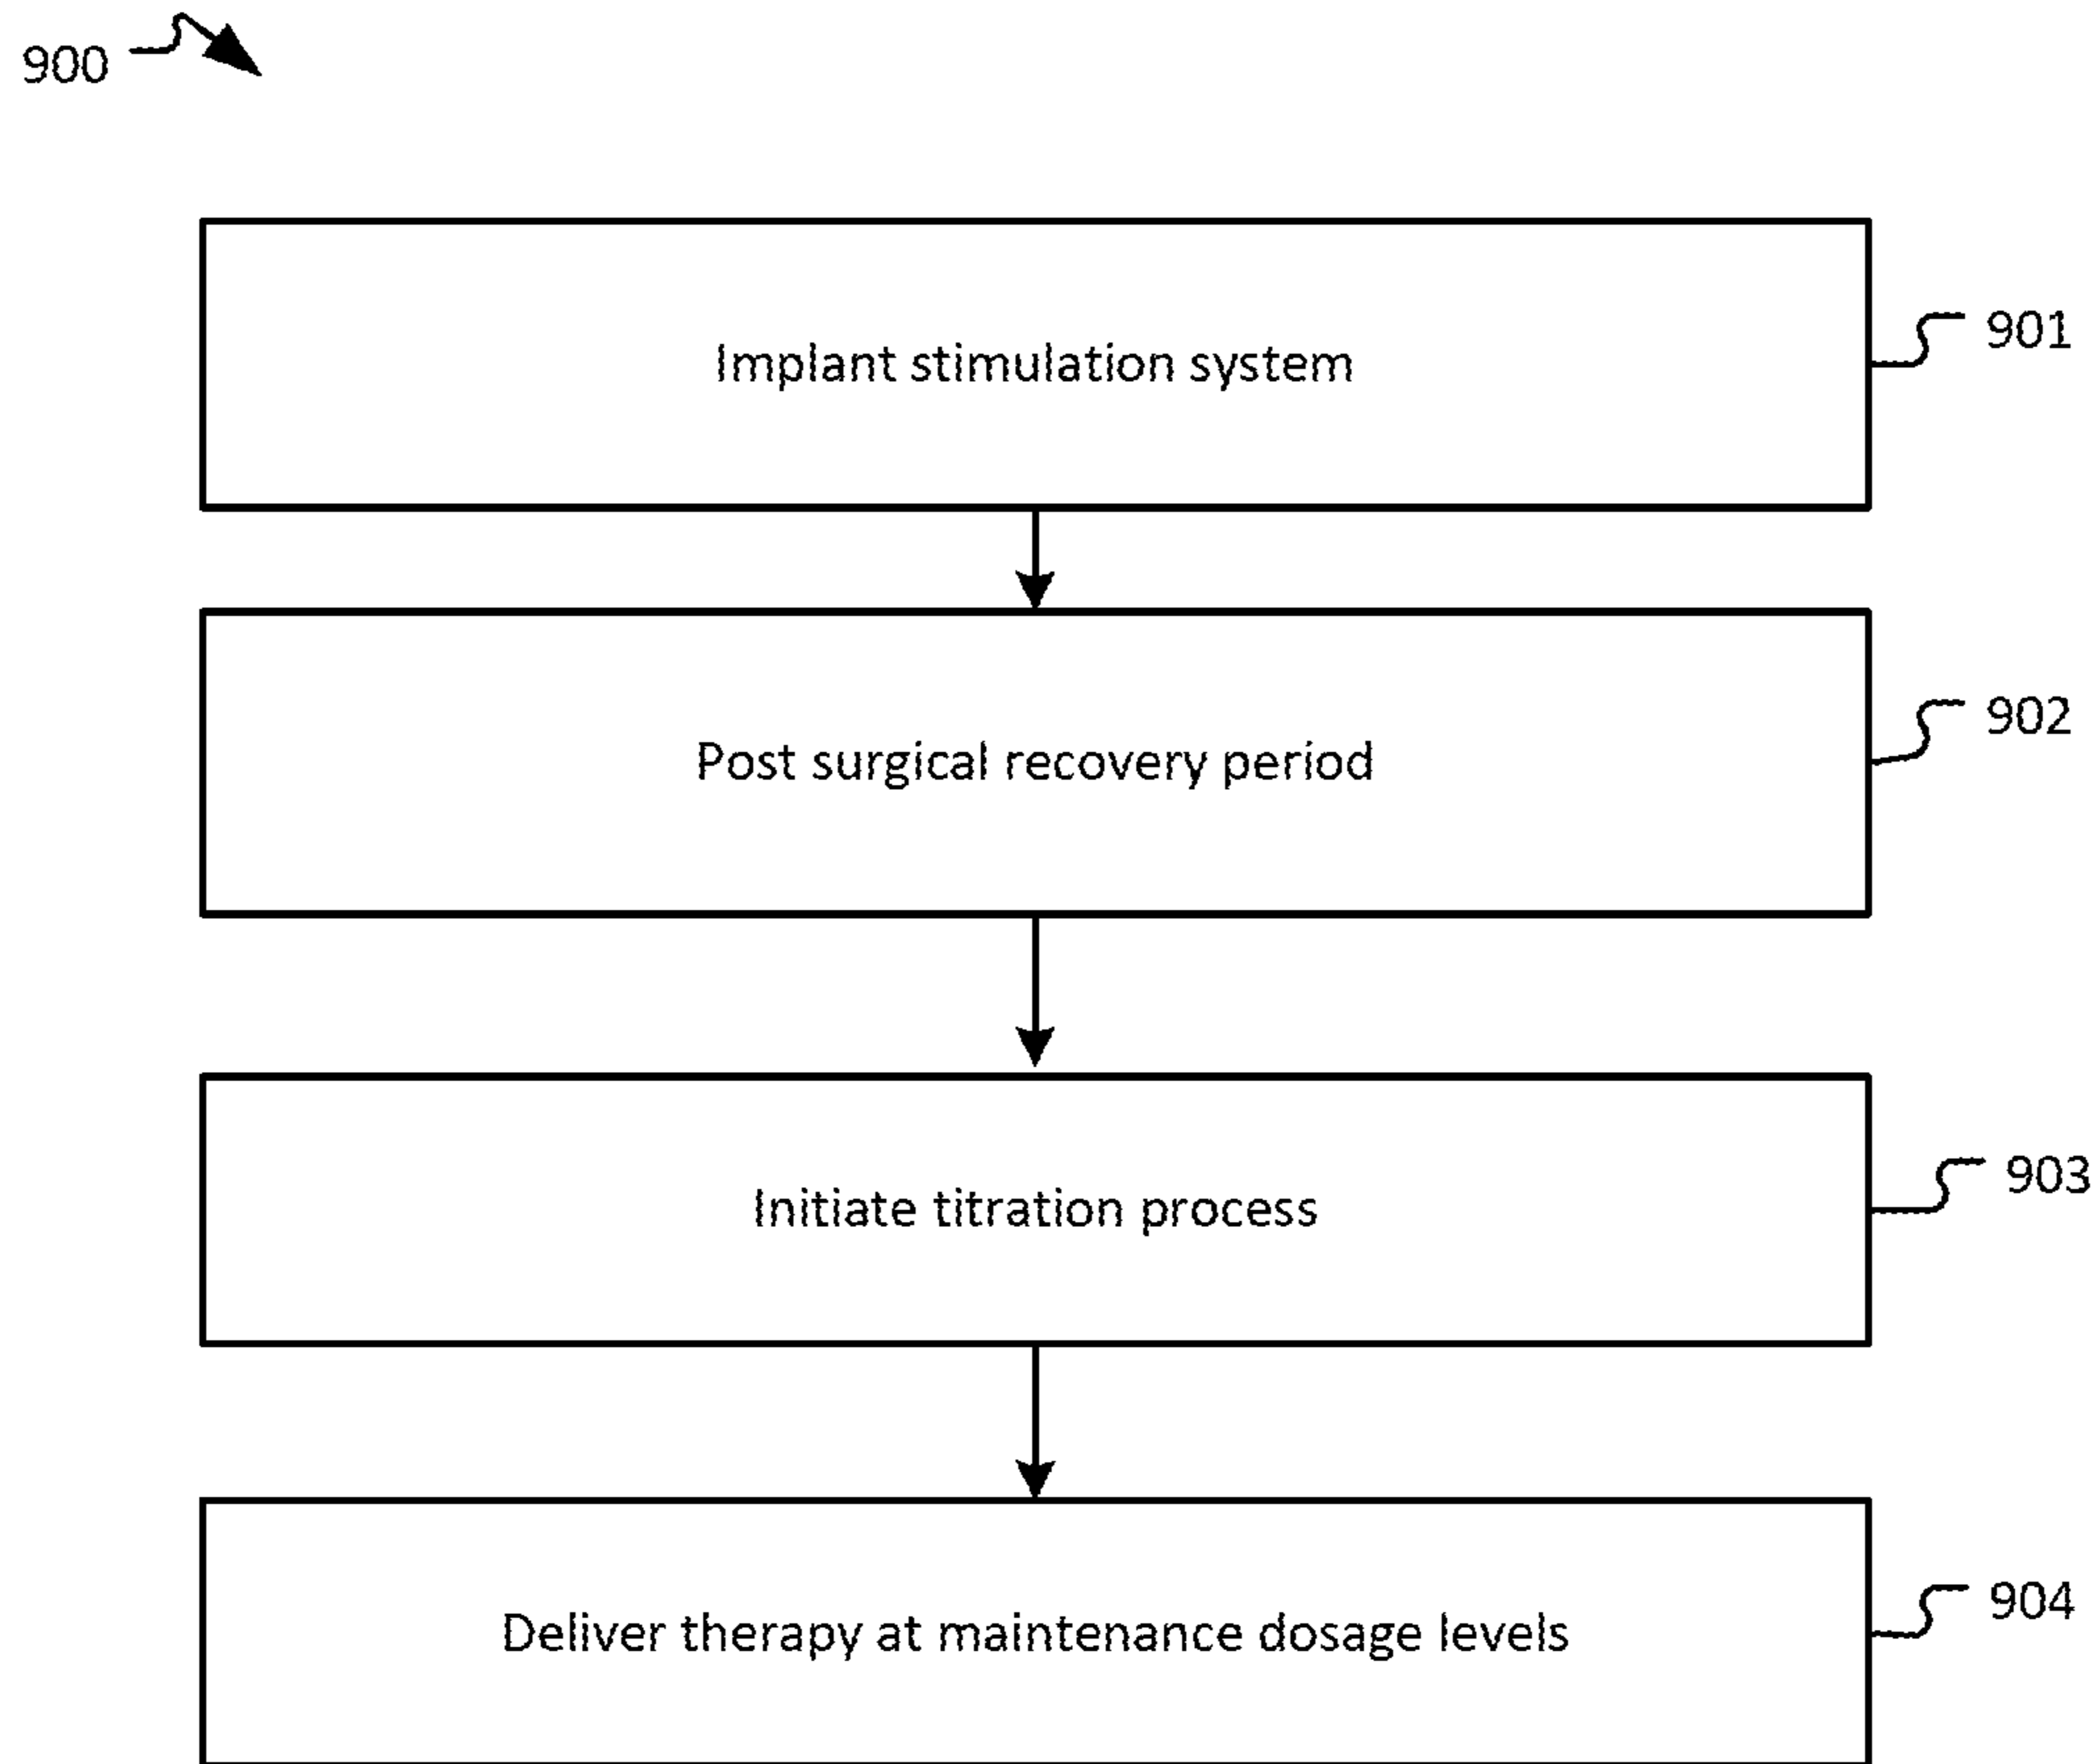 900
Implant stimulation system
901
Post surgical recovery period
902
Initiate titration process
903
Deliver therapy at maintenance dosage levels
904